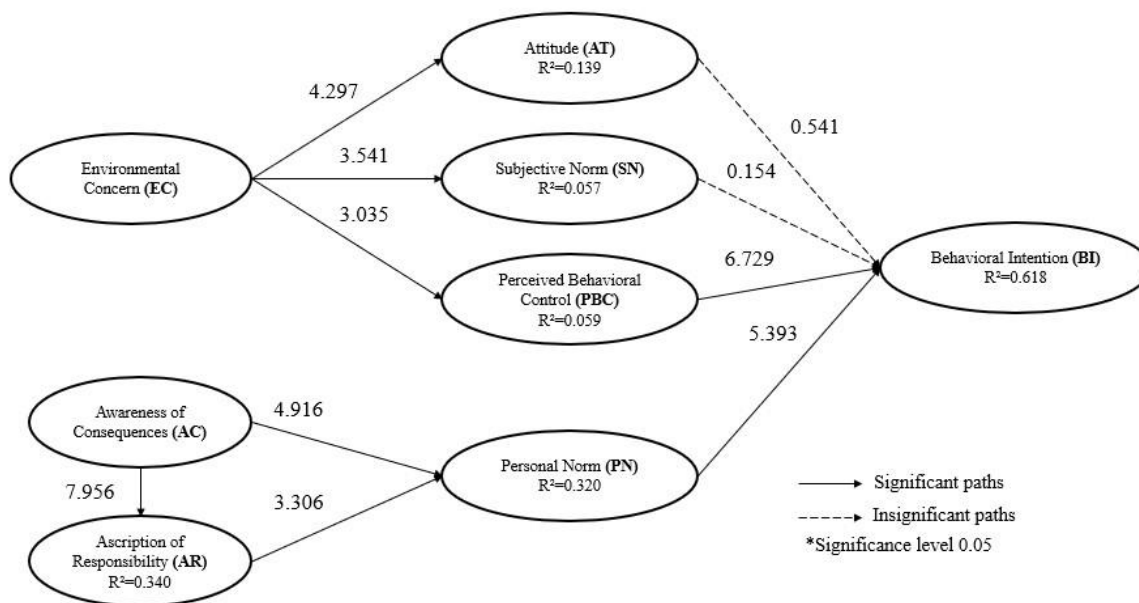 Attitude (AT)
R²=0.139
4.297
0.541
Environmental
Concern (EC)
3.541
Subjective Norm (SN)
R²=0.057
0.154
3.035
6.729
Behavioral Intention (BI)
R²=0.618
Perceived Behavioral
Control (PBC)
R²=0.059
5.393
Awareness of
Consequences (AC)
4.916
Personal Norm (PN)
R²=0.320
7.956
3.306
Ascription of
Responsibility (AR)
R²=0.340
Significant paths
Insignificant paths
*Significance level 0.05